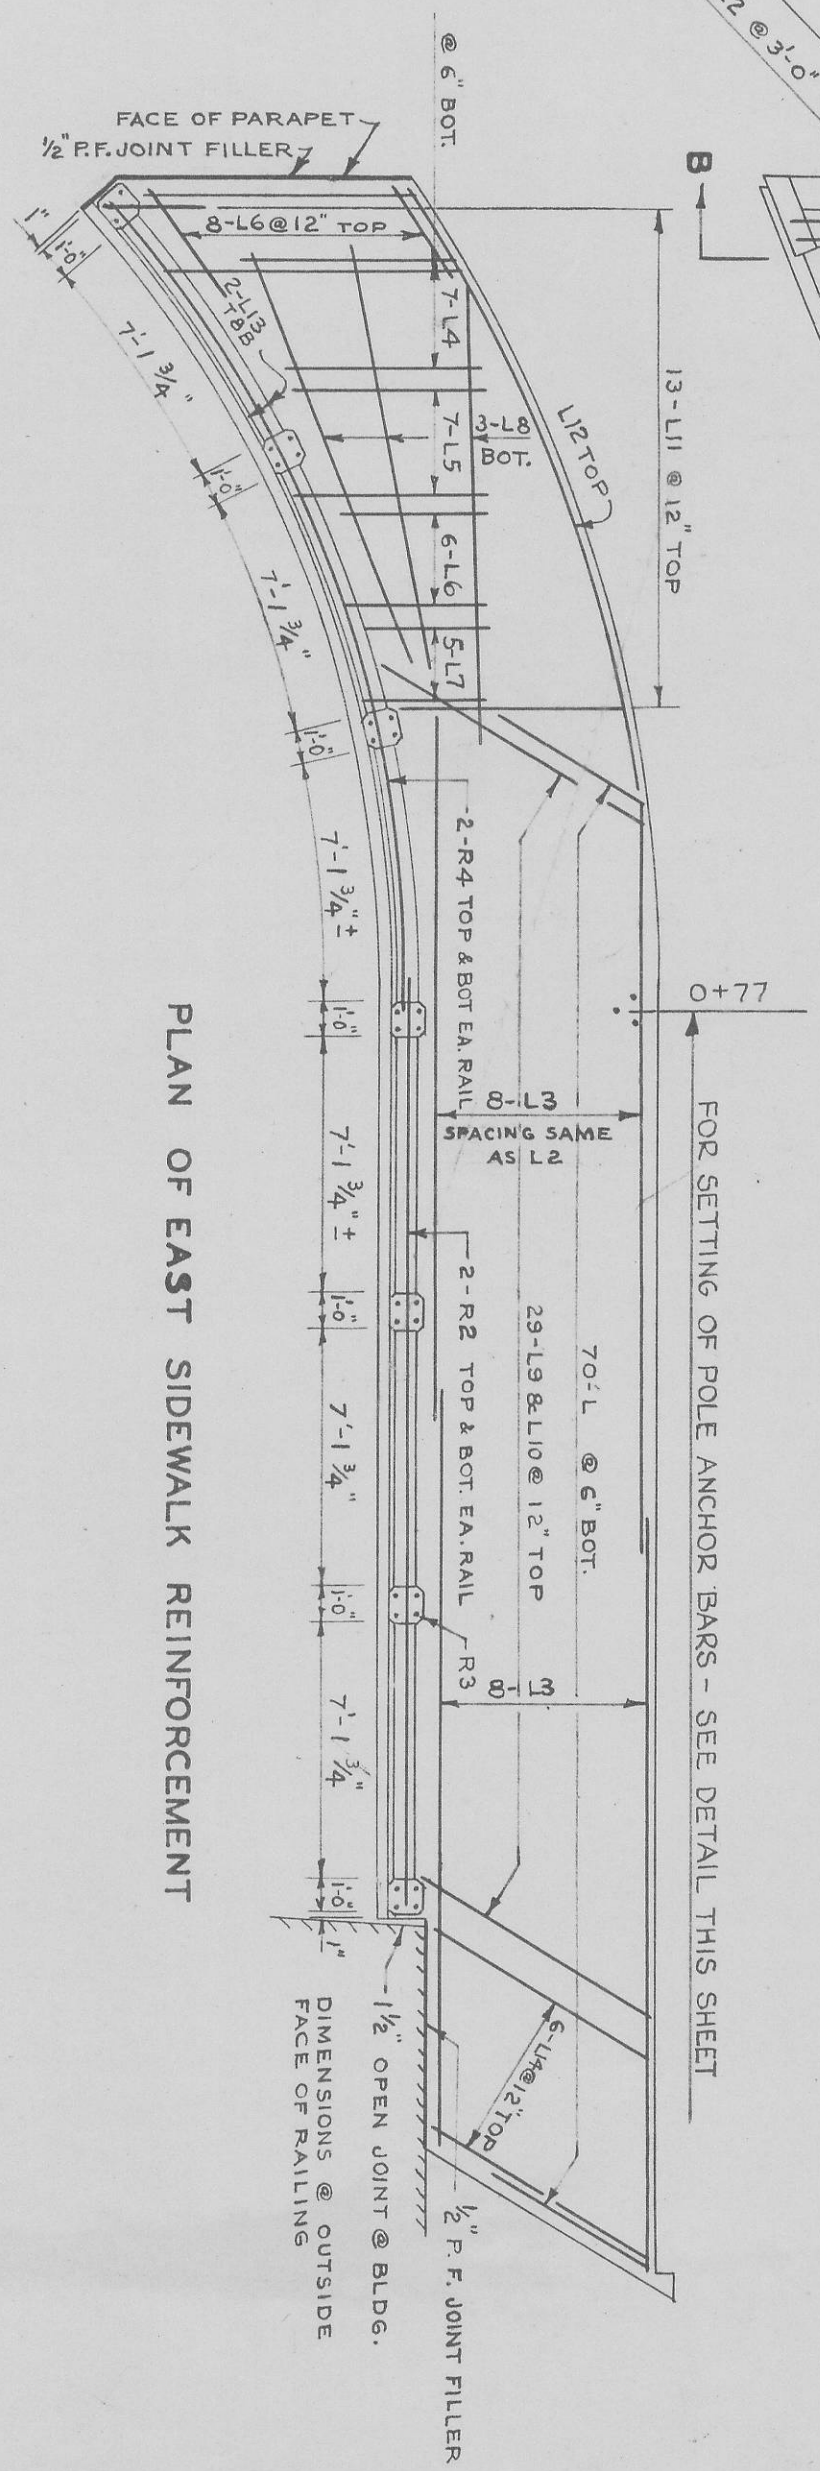 22 @ 3'-0"
@ 6" BOT.
FACE OF PARAPET
1/2" P.F. JOINT FILLER
B
8-L6@12" TOP
1"
1'-0"
7'-1 3/4"
1'-0"
7'-1 3/4"
1'-0"
7'-1 3/4" ±
1'-0"
7'-1 3/4" ±
1'-0"
7'-1 3/4"
1'-0"
7'-1 3/4"
1'-0"
1"
2-L13
T&B
7-L4
7-L5
6-L6
5-L7
3-L8
BOT.
L12 TOP
13-L11 @ 12" TOP
2-R4 TOP & BOT EA. RAIL
0+77
FOR SETTING OF POLE ANCHOR BARS - SEE DETAIL THIS SHEET
8-L3
SPACING SAME
AS L2
2-R2 TOP & BOT. EA. RAIL
R3
29-L9 & L10 @ 12" TOP
70-L @ 6" BOT.
8-L3
6-L14@12" TOP
1/2" P.F. JOINT FILLER
1 1/2" OPEN JOINT @ BLDG.
DIMENSIONS @ OUTSIDE
FACE OF RAILING
PLAN OF EAST SIDEWALK REINFORCEMENT